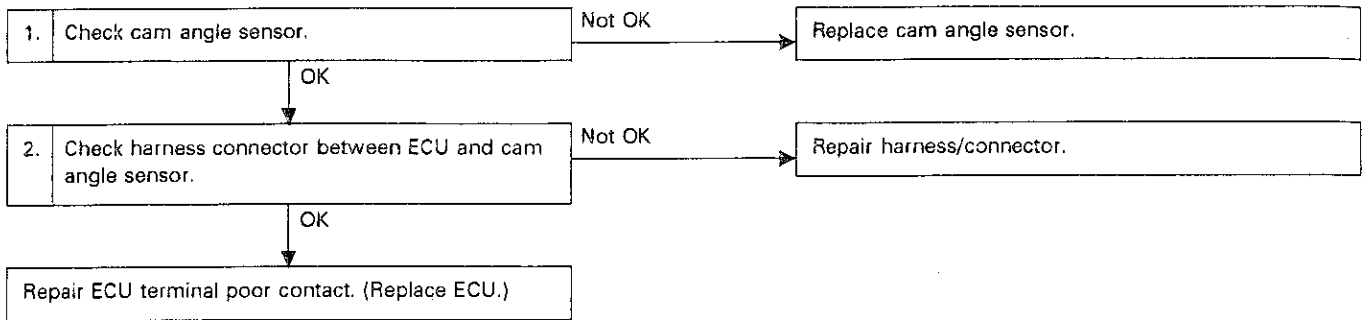 1. Check cam angle sensor.
Not OK
Replace cam angle sensor.
OK
2. Check harness connector between ECU and cam
angle sensor.
Not OK
Repair harness/connector.
OK
Repair ECU terminal poor contact. (Replace ECU.)